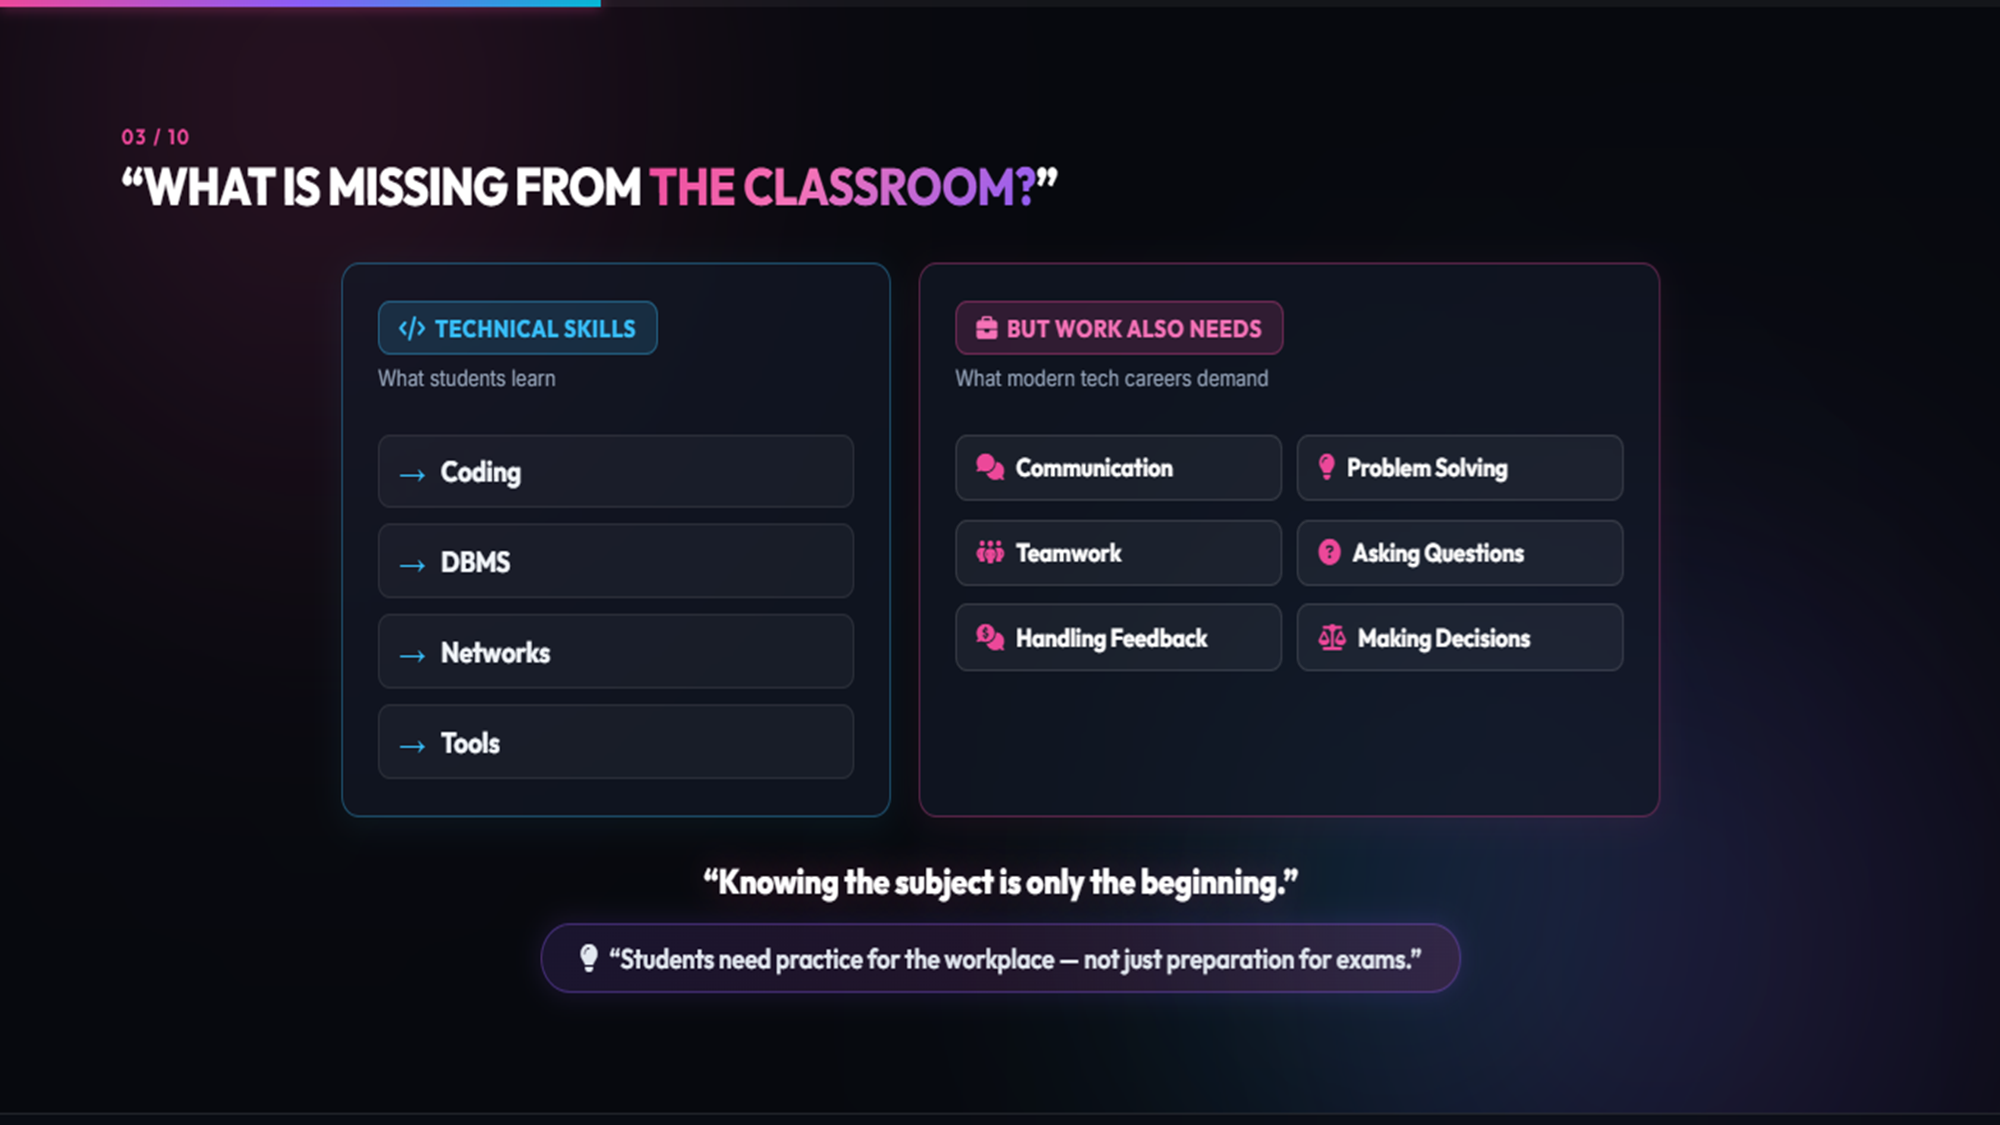 03 / 10
“WHAT IS MISSING FROM THE CLASSROOM?”
</> TECHNICAL SKILLS
What students learn
→ Coding
→ DBMS
→ Networks
→ Tools
BUT WORK ALSO NEEDS
What modern tech careers demand
Communication
Problem Solving
Teamwork
Asking Questions
Handling Feedback
Making Decisions
“Knowing the subject is only the beginning.”
“Students need practice for the workplace — not just preparation for exams.”